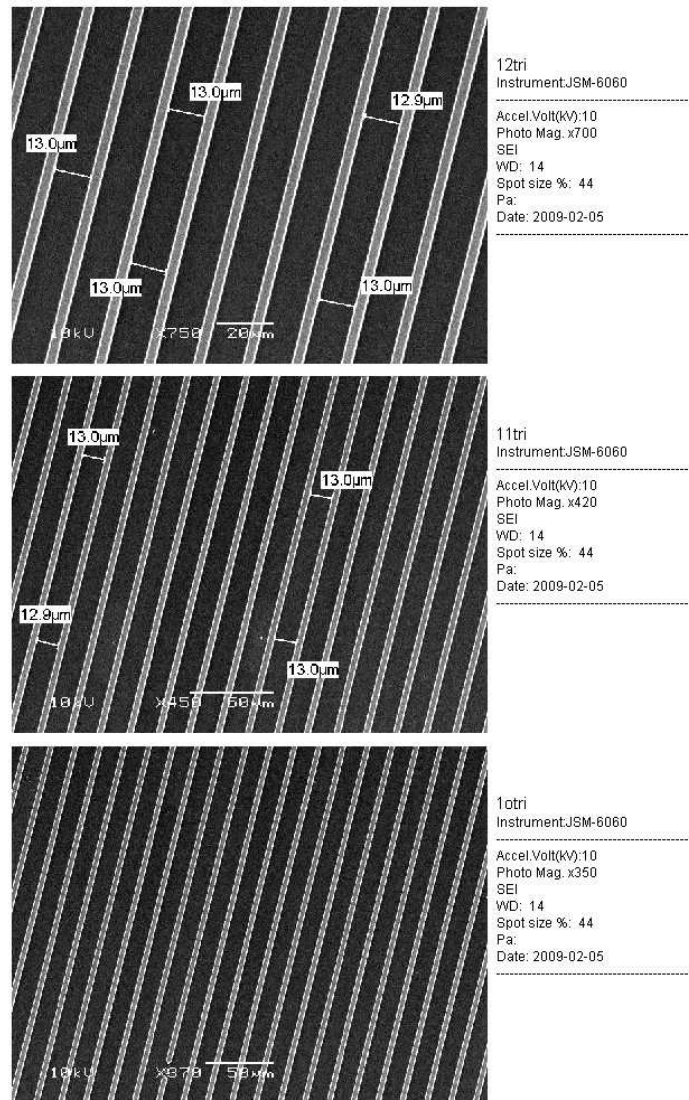 13.0µm
12.9µm
13.0µm
13.0µm
13.0µm
10kV X750 20µm
12tri
Instrument:JSM-6060
Accel.Volt(kV):10
Photo Mag. x700
SEI
WD: 14
Spot size %: 44
Pa:
Date: 2009-02-05
13.0µm
13.0µm
12.9µm
13.0µm
10kV X450 50µm
11tri
Instrument:JSM-6060
Accel.Volt(kV):10
Photo Mag. x420
SEI
WD: 14
Spot size %: 44
Pa:
Date: 2009-02-05
10kV X370 50µm
1otri
Instrument:JSM-6060
Accel.Volt(kV):10
Photo Mag. x350
SEI
WD: 14
Spot size %: 44
Pa:
Date: 2009-02-05